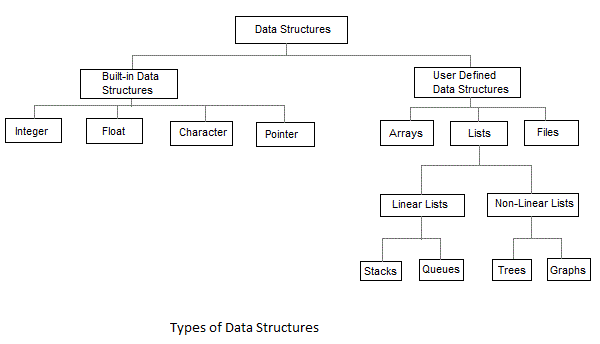 Data Structures
Built-in Data
Structures
User Defined
Data Structures
Integer
Float
Character
Pointer
Arrays
Lists
Files
Linear Lists
Non-Linear Lists
Stacks
Queues
Trees
Graphs
Types of Data Structures